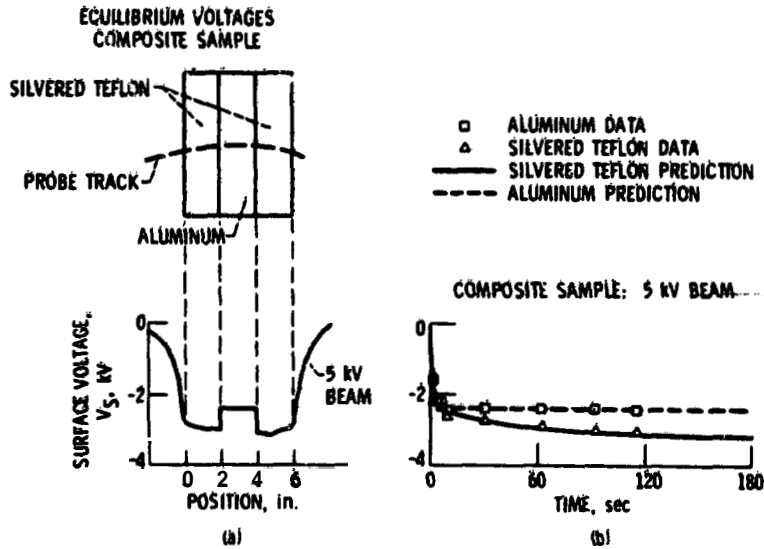 EQUILIBRIUM VOLTAGES
COMPOSITE SAMPLE
SILVERED TEFLON
PROBE TRACK
ALUMINUM
0
-2
-4
SURFACE VOLTAGE,
VS, kV
5 kV
BEAM
0 2 4 6
POSITION, in.
(a)
ALUMINUM DATA
SILVERED TEFLON DATA
SILVERED TEFLON PREDICTION
ALUMINUM PREDICTION
COMPOSITE SAMPLE: 5 kV BEAM
0
-2
-4
0 60 120 180
TIME, sec
(b)